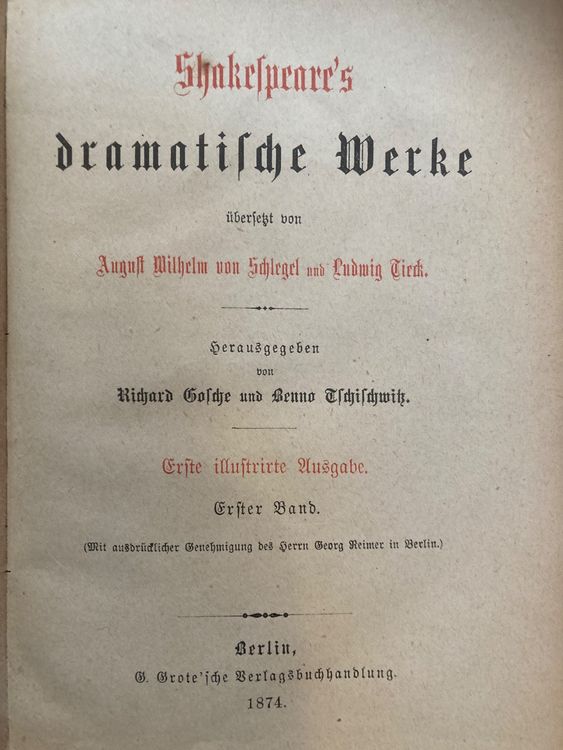 Shakeſpeare's
dramatiſche Werke
überſetzt von
Auguſt Wilhelm von Schlegel und Ludwig Tieck.
Herausgegeben
von
Richard Goſche und Benno Tſchiſchwitz.
Erſte illuſtrirte Ausgabe.
Erſter Band.
(Mit ausdrücklicher Genehmigung des Herrn Georg Reimer in Berlin.)
Berlin,
G. Grote'ſche Verlagsbuchhandlung.
1874.